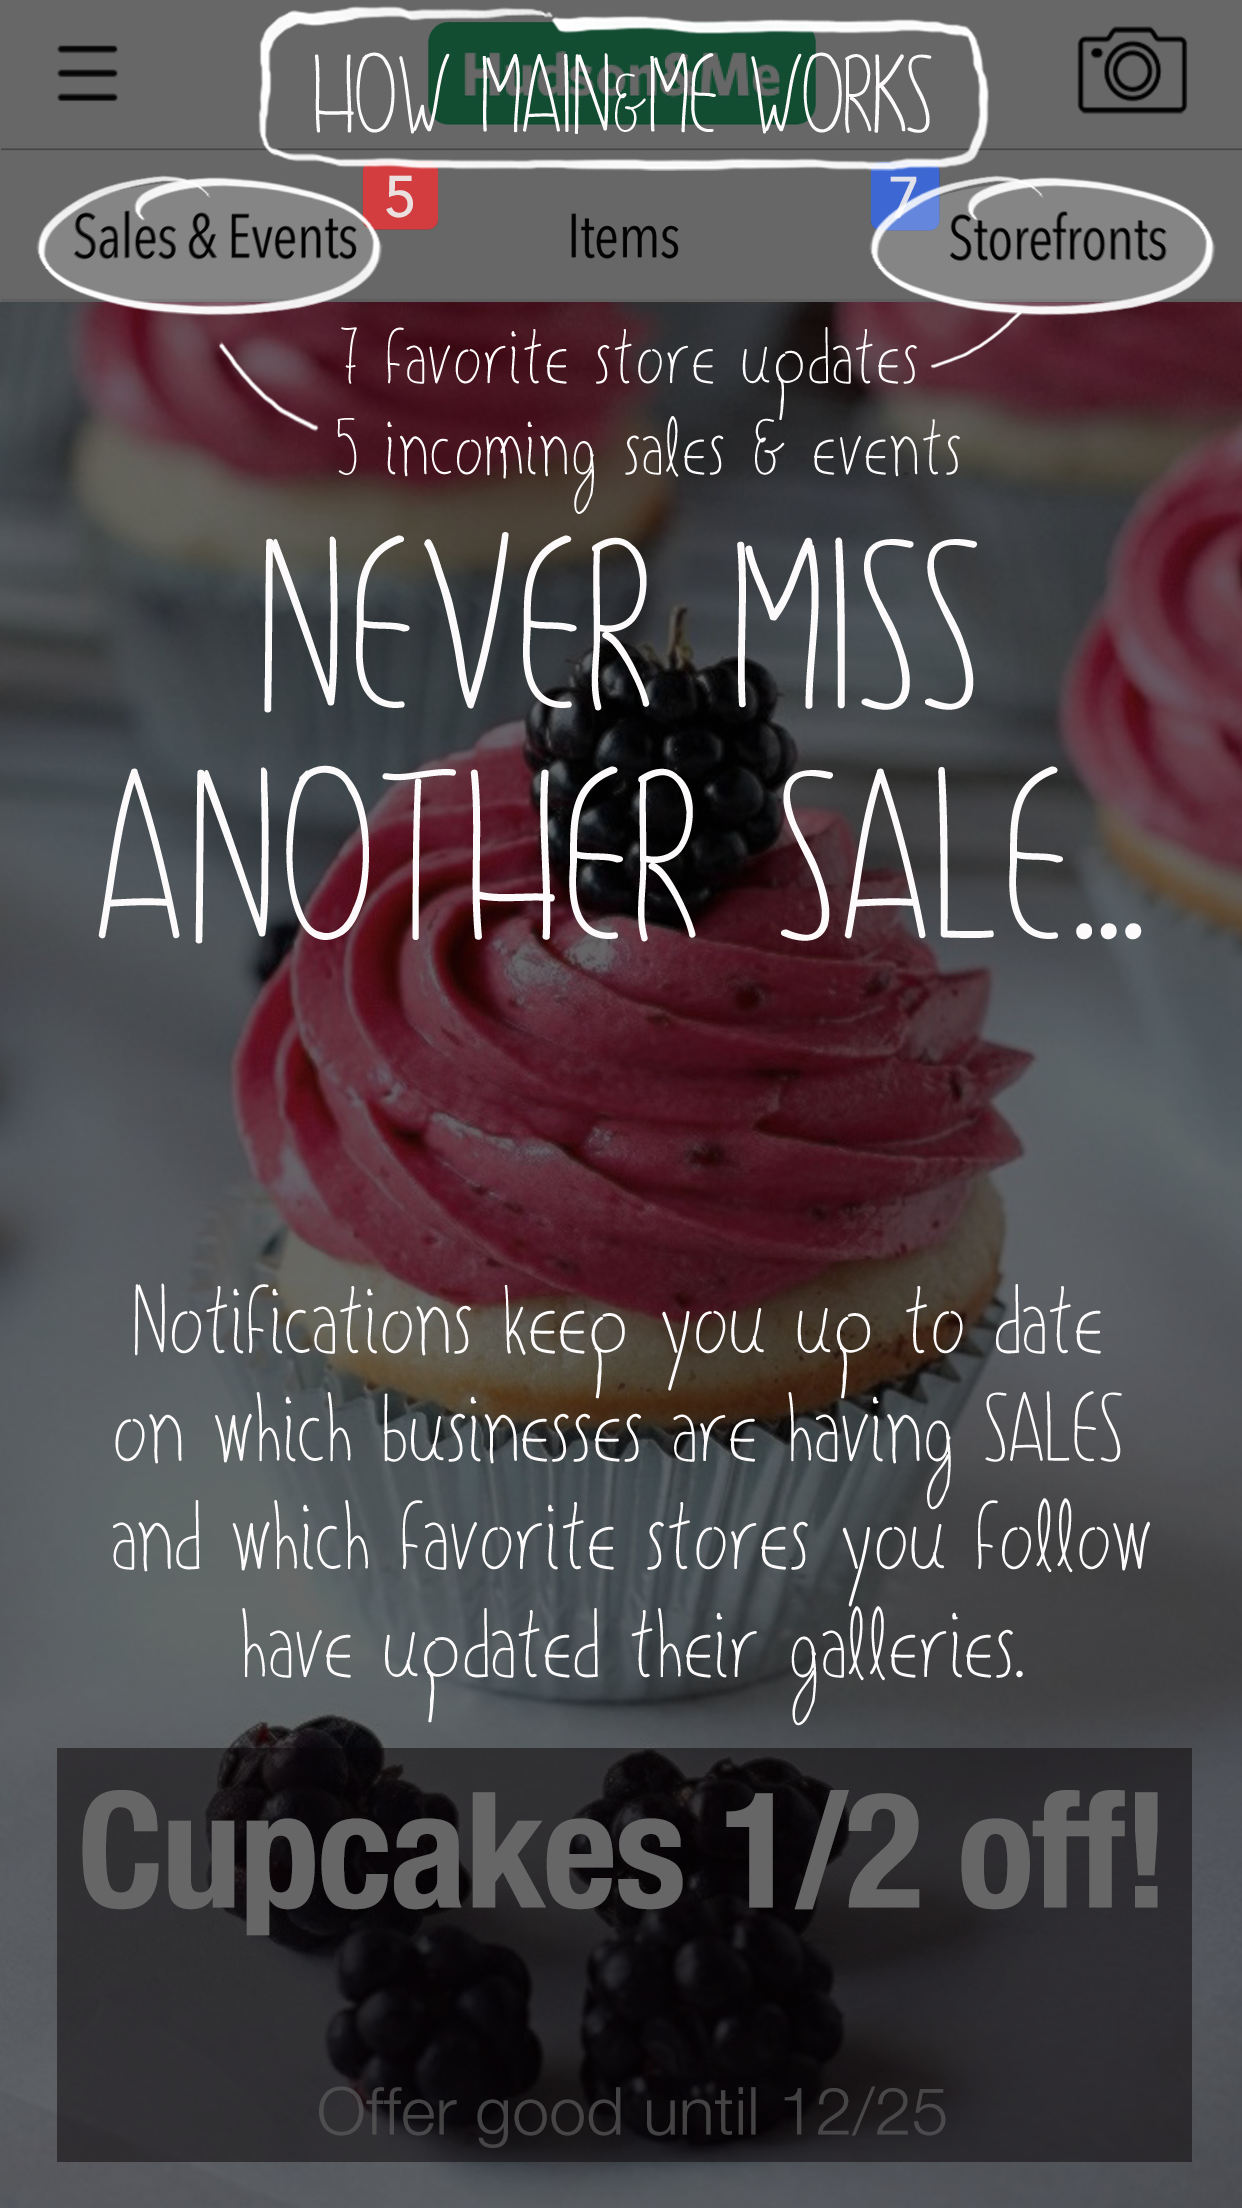 Hudson&Me
HOW MAIN&ME WORKS
Sales & Events
5
Items
7
Storefronts
7 favorite store updates
5 incoming sales & events
NEVER MISS
ANOTHER SALE...
Notifications keep you up to date
on which businesses are having SALES
and which favorite stores you follow
have updated their galleries.
Cupcakes 1/2 off!
Offer good until 12/25